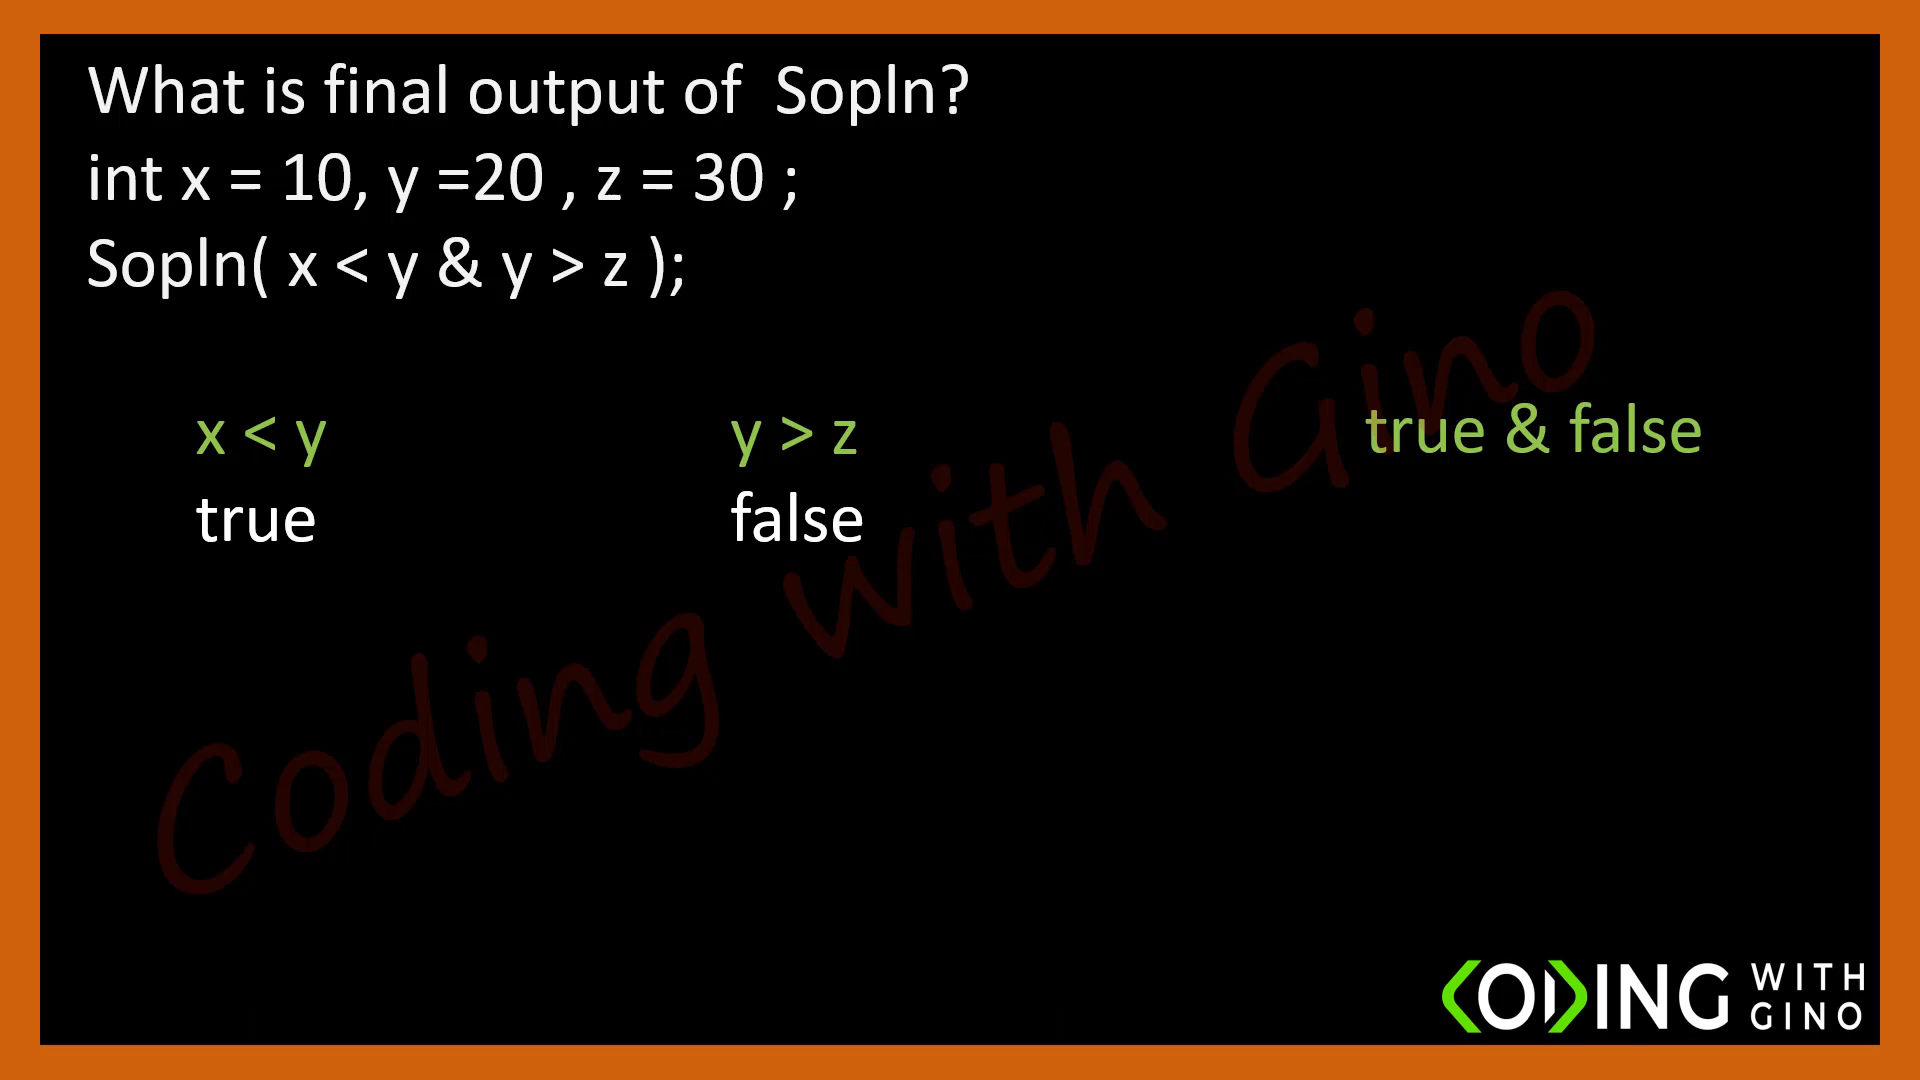 What is final output of Sopln?
int x = 10, y =20 , z = 30 ;
Sopln( x < y & y > z );
x < y y > z true & false
true false
Coding with Gino
CODING WITH GINO